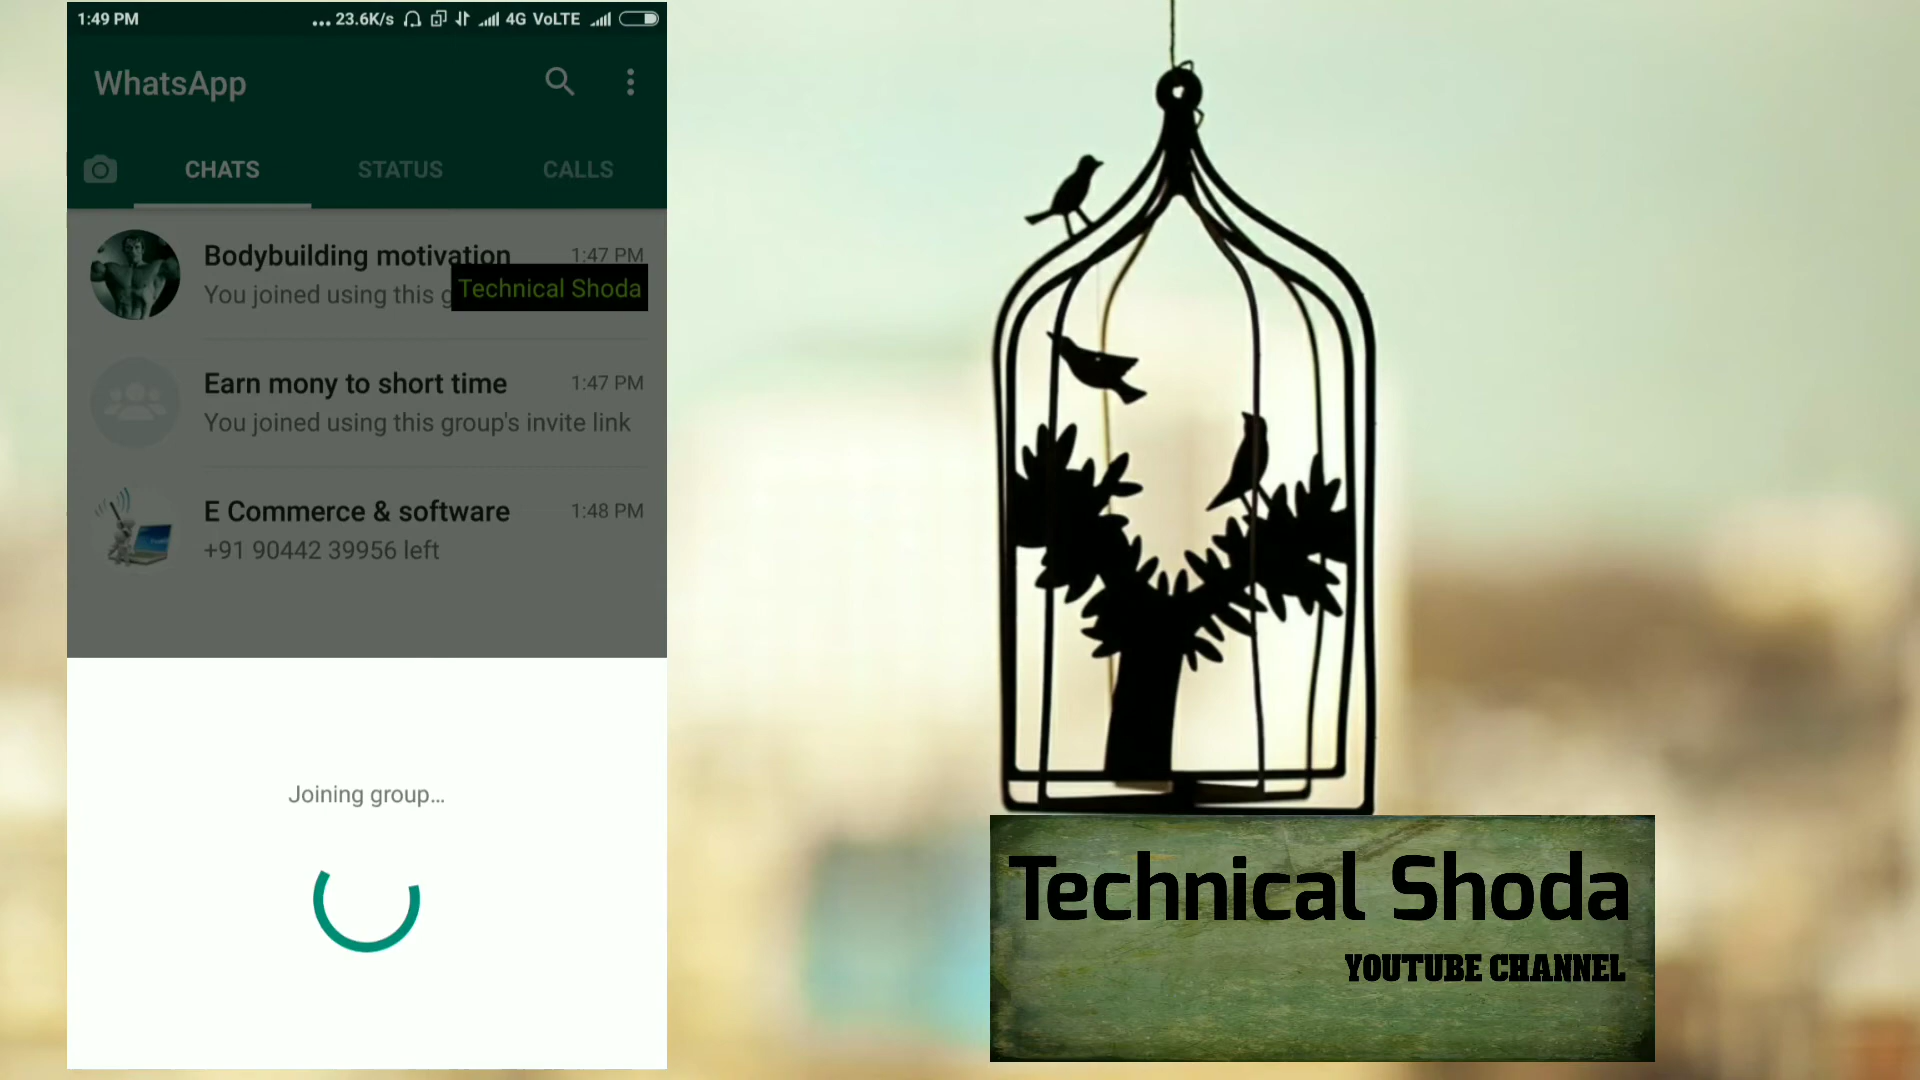 1:49 PM
... 23.6K/s 4G VoLTE
WhatsApp
CHATS STATUS CALLS
Bodybuilding motivation 1:47 PM
You joined using this g
Technical Shoda
Earn mony to short time 1:47 PM
You joined using this group's invite link
E Commerce & software 1:48 PM
+91 90442 39956 left
Joining group...
Technical Shoda
YOUTUBE CHANNEL